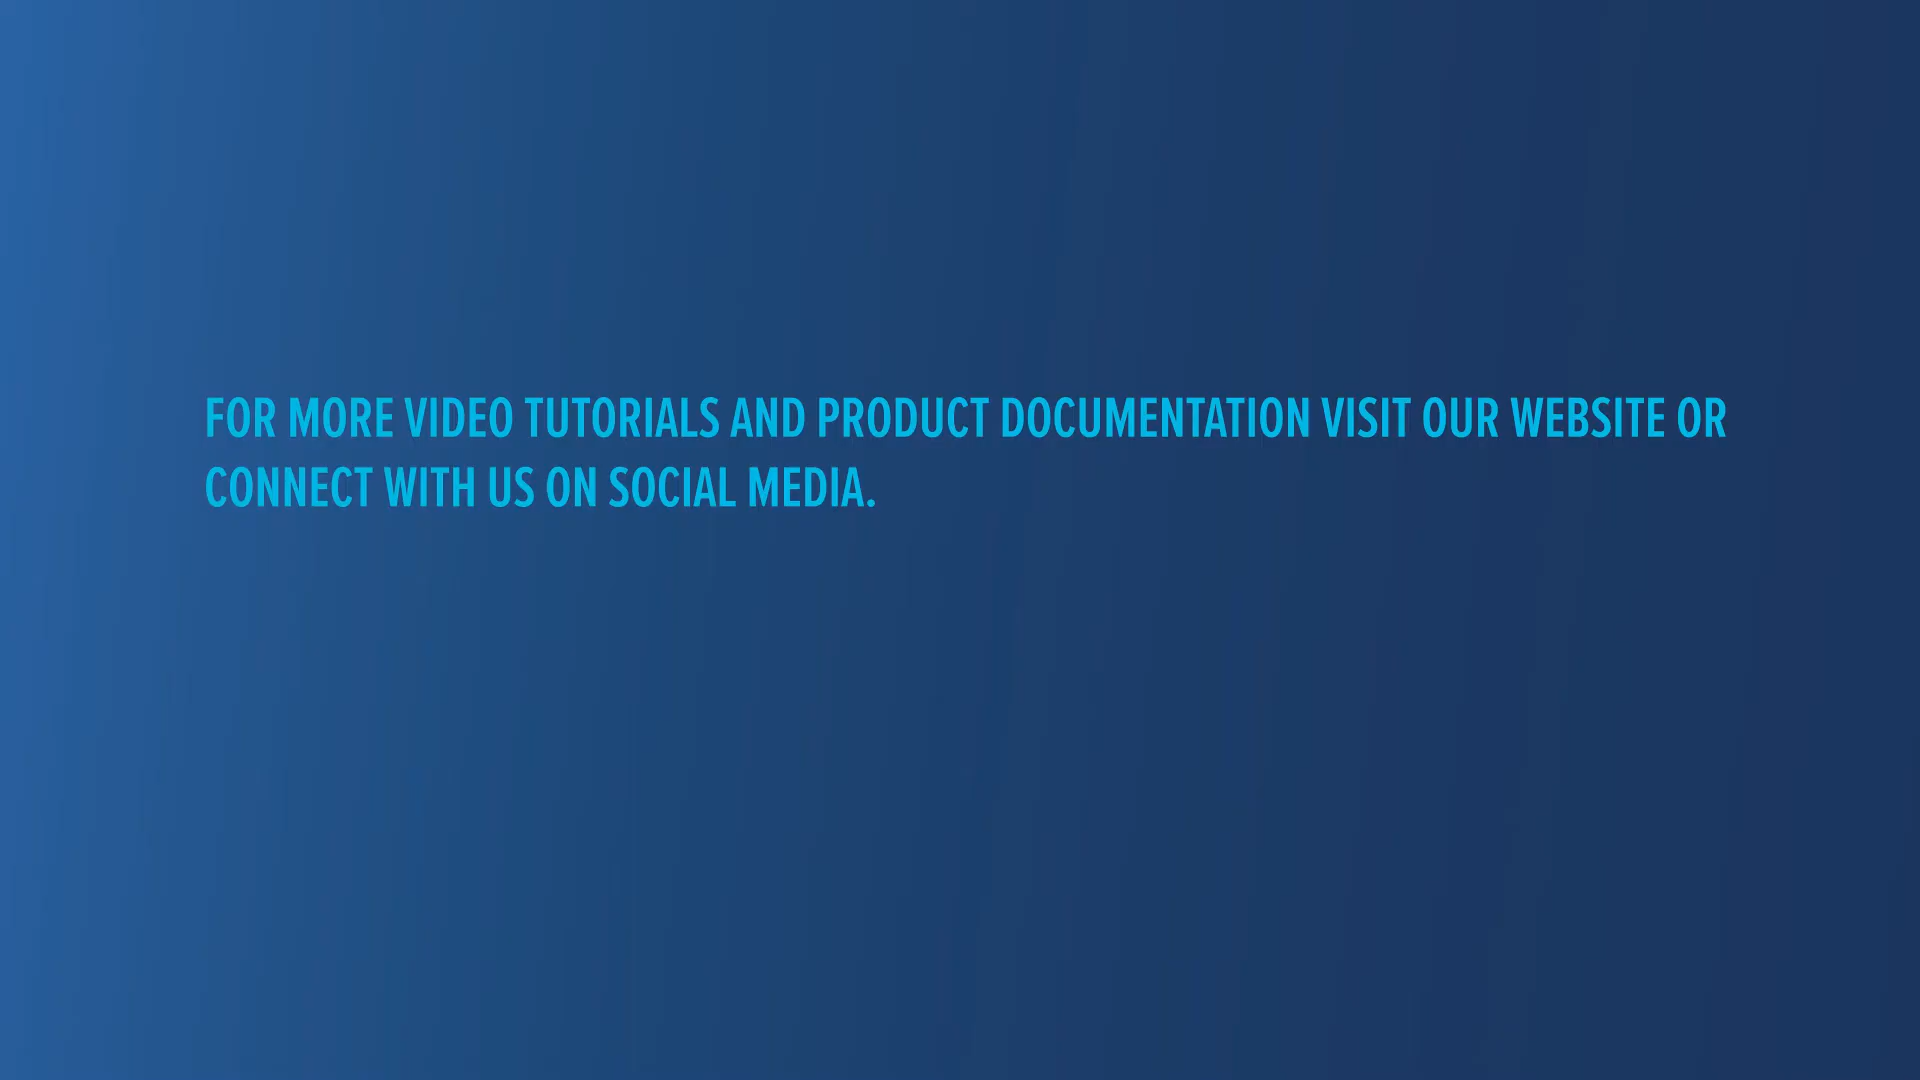 FOR MORE VIDEO TUTORIALS AND PRODUCT DOCUMENTATION VISIT OUR WEBSITE OR
CONNECT WITH US ON SOCIAL MEDIA.